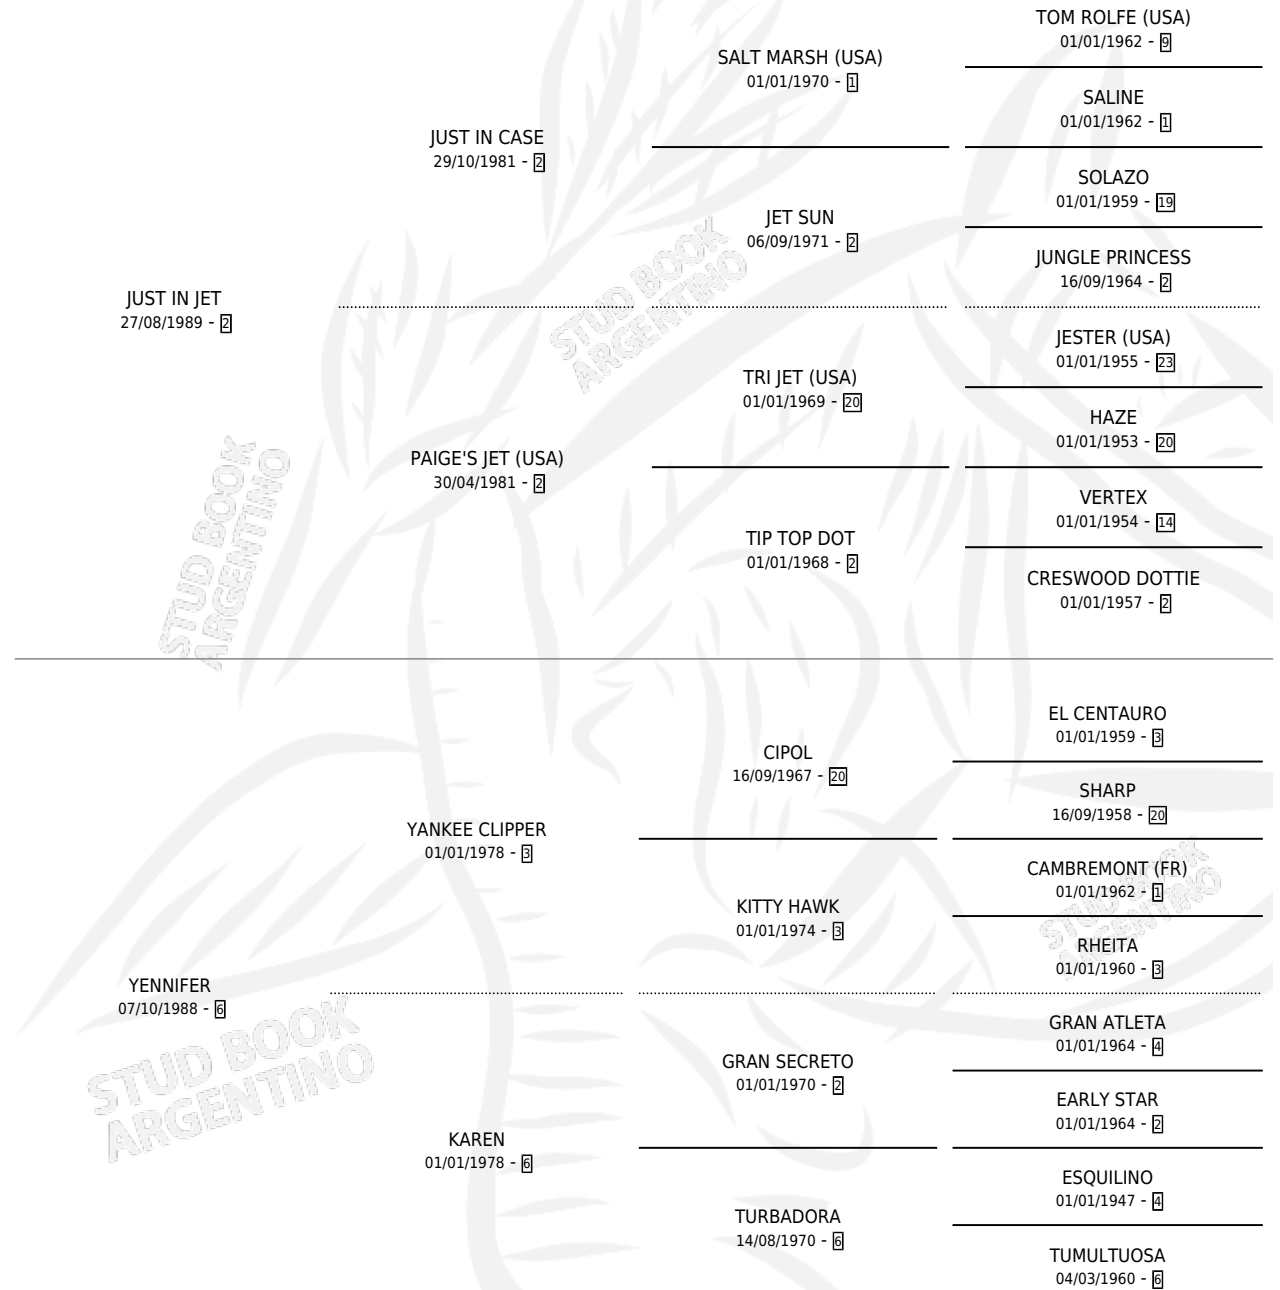 TOM ROLFE (USA)
01/01/1962 - 9
SALT MARSH (USA)
01/01/1970 - 1
SALINE
01/01/1962 - 1
JUST IN CASE
29/10/1981 - 2
SOLAZO
01/01/1959 - 19
JET SUN
06/09/1971 - 2
JUNGLE PRINCESS
16/09/1964 - 2
JUST IN JET
27/08/1989 - 2
JESTER (USA)
01/01/1955 - 23
TRI JET (USA)
01/01/1969 - 20
HAZE
01/01/1953 - 20
PAIGE'S JET (USA)
30/04/1981 - 2
VERTEX
01/01/1954 - 14
TIP TOP DOT
01/01/1968 - 2
CRESWOOD DOTTIE
01/01/1957 - 2
EL CENTAURO
01/01/1959 - 3
CIPOL
16/09/1967 - 20
SHARP
16/09/1958 - 20
YANKEE CLIPPER
01/01/1978 - 3
CAMBREMONT (FR)
01/01/1962 - 1
KITTY HAWK
01/01/1974 - 3
RHEITA
01/01/1960 - 3
YENNIFER
07/10/1988 - 6
GRAN ATLETA
01/01/1964 - 4
GRAN SECRETO
01/01/1970 - 2
EARLY STAR
01/01/1964 - 2
KAREN
01/01/1978 - 6
ESQUILINO
01/01/1947 - 4
TURBADORA
14/08/1970 - 6
TUMULTUOSA
04/03/1960 - 6
STUD BOOK
ARGENTINO
STUD BOOK
ARGENTINO
STUD BOOK
ARGENTINO
STUD BOOK
ARGENTINO